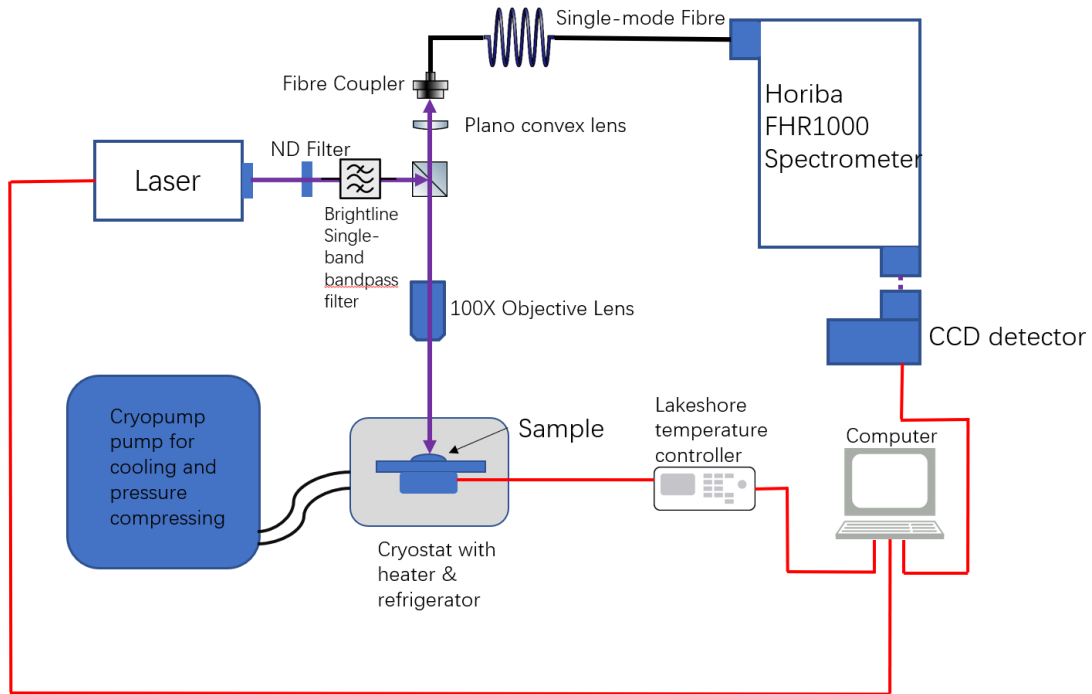 Single-mode Fibre
Fibre Coupler
Plano convex lens
Horiba
FHR1000
Spectrometer
ND Filter
Laser
Brightline
Single-
band
bandpass
filter
100X Objective Lens
CCD detector
Cryopump
pump for
cooling and
pressure
compressing
Sample
Lakeshore
temperature
controller
Computer
Cryostat with
heater &
refrigerator